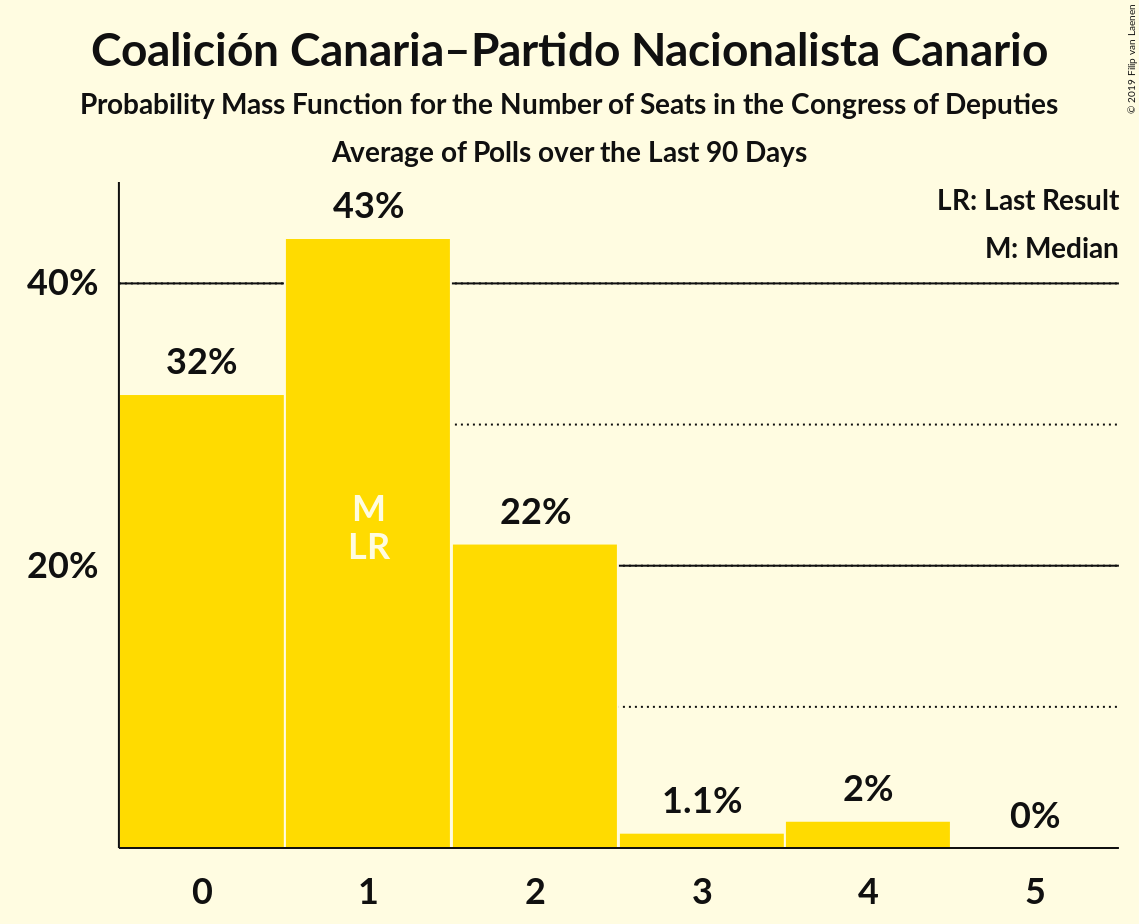 Coalición Canaria–Partido Nacionalista Canario
Probability Mass Function for the Number of Seats in the Congress of Deputies
Average of Polls over the Last 90 Days
© 2019 Filip van Laenen
LR: Last Result
M: Median
43%
40%
32%
M
LR
22%
20%
1.1%
2%
0%
0 1 2 3 4 5